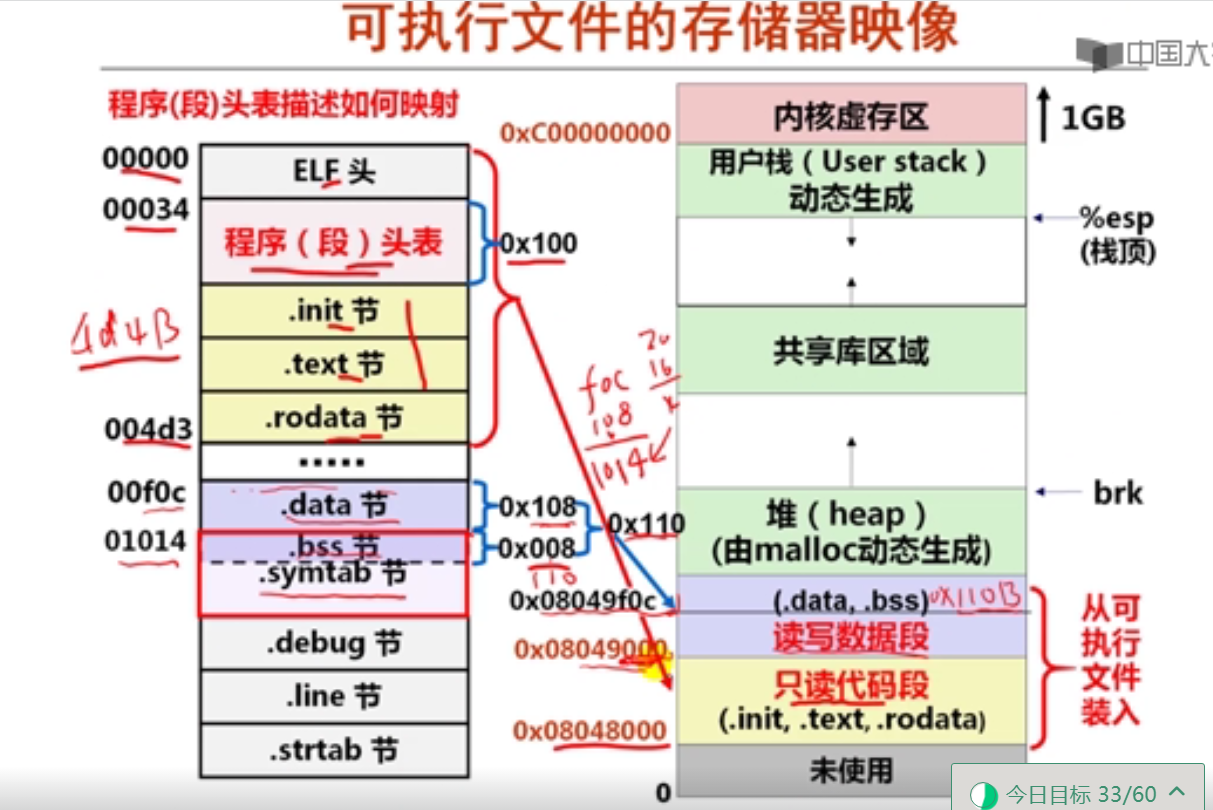 可执行文件的存储器映像
中国大
程序(段)头表描述如何映射
00000
ELF 头
00034
程序（段）头表
0x100
.init 节
.text 节
1d4B
.rodata 节
004d3
.....
00f0c
.data 节
0x108
01014
.bss 节
0x008
0x110
.symtab 节
110
.debug 节
.line 节
.strtab 节
f0c
108
1014
20
16
0xC00000000
内核虚存区
1GB
用户栈（User stack）
动态生成
%esp
(栈顶)
共享库区域
brk
堆（heap）
(由malloc动态生成)
0x08049f0c
(.data, .bss)
0x110B
读写数据段
0x08049000
只读代码段
(.init, .text, .rodata)
0x08048000
未使用
0
从可
执行
文件
装入
今日目标 33/60